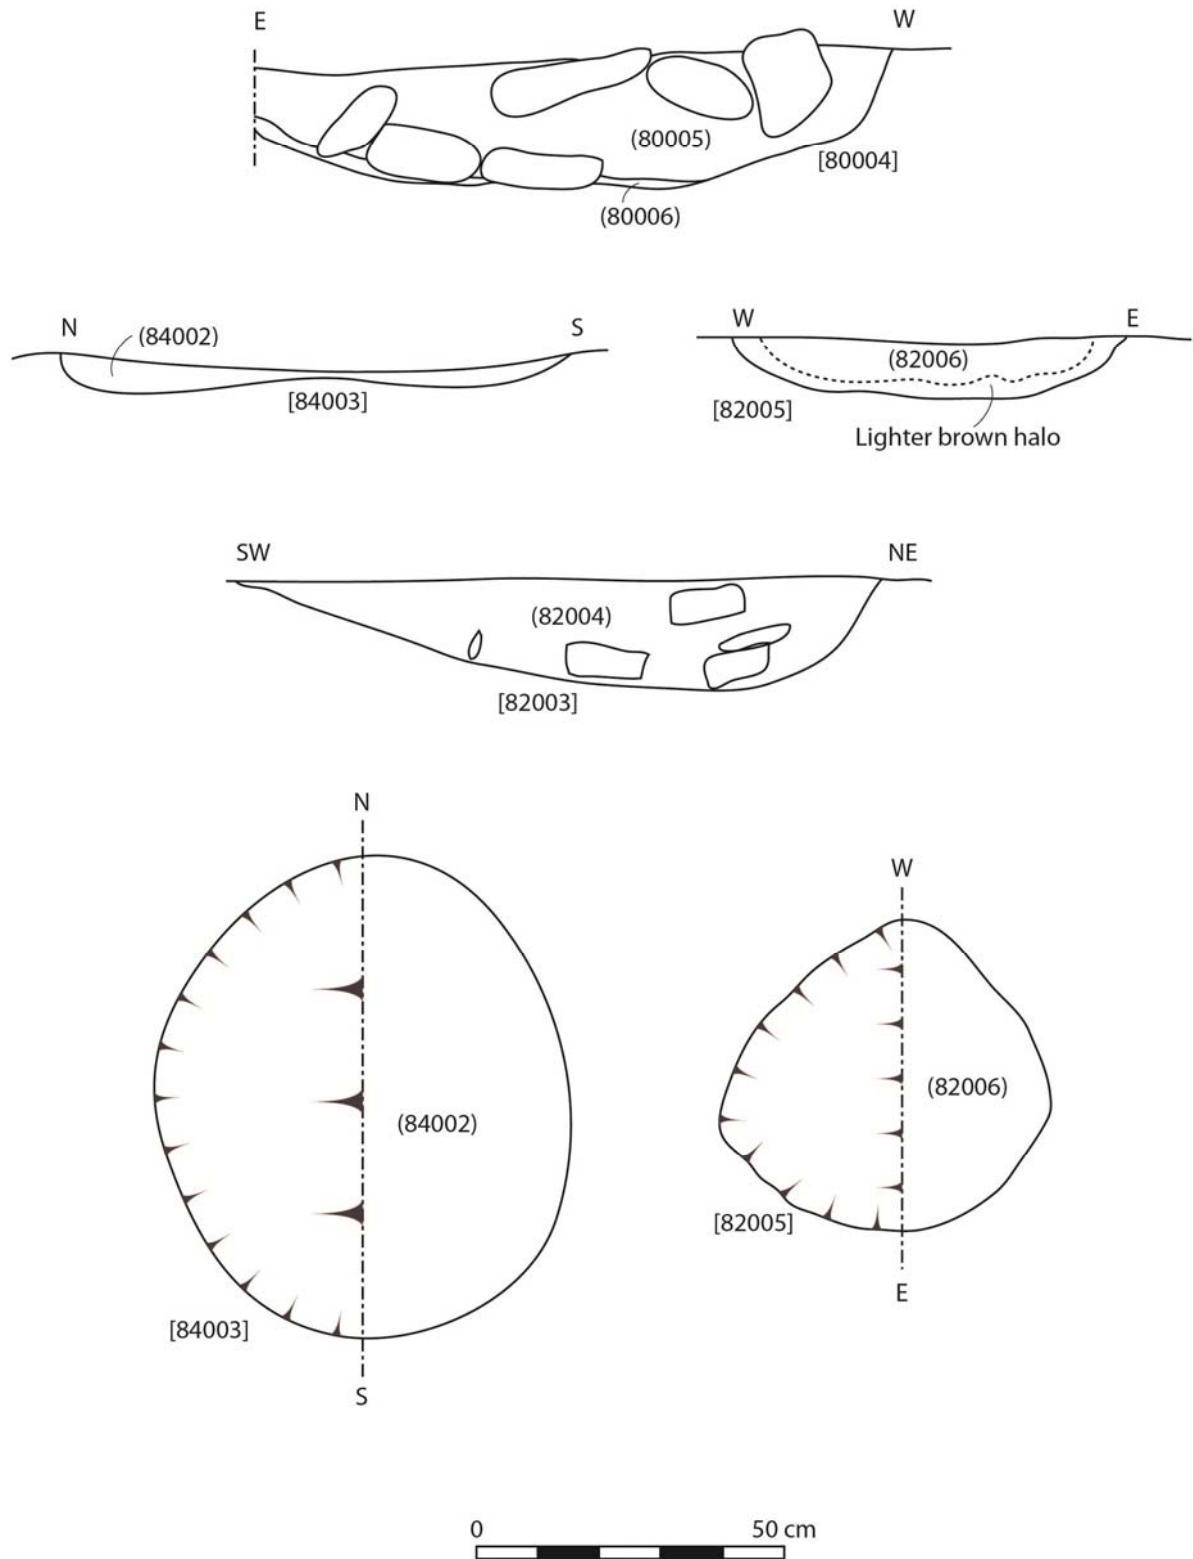 E
W
(80005)
[80004]
(80006)
N
(84002)
S
[84003]
W
E
(82006)
[82005]
Lighter brown halo
SW
NE
(82004)
[82003]
N
(84002)
[84003]
S
W
(82006)
[82005]
E
0
50 cm